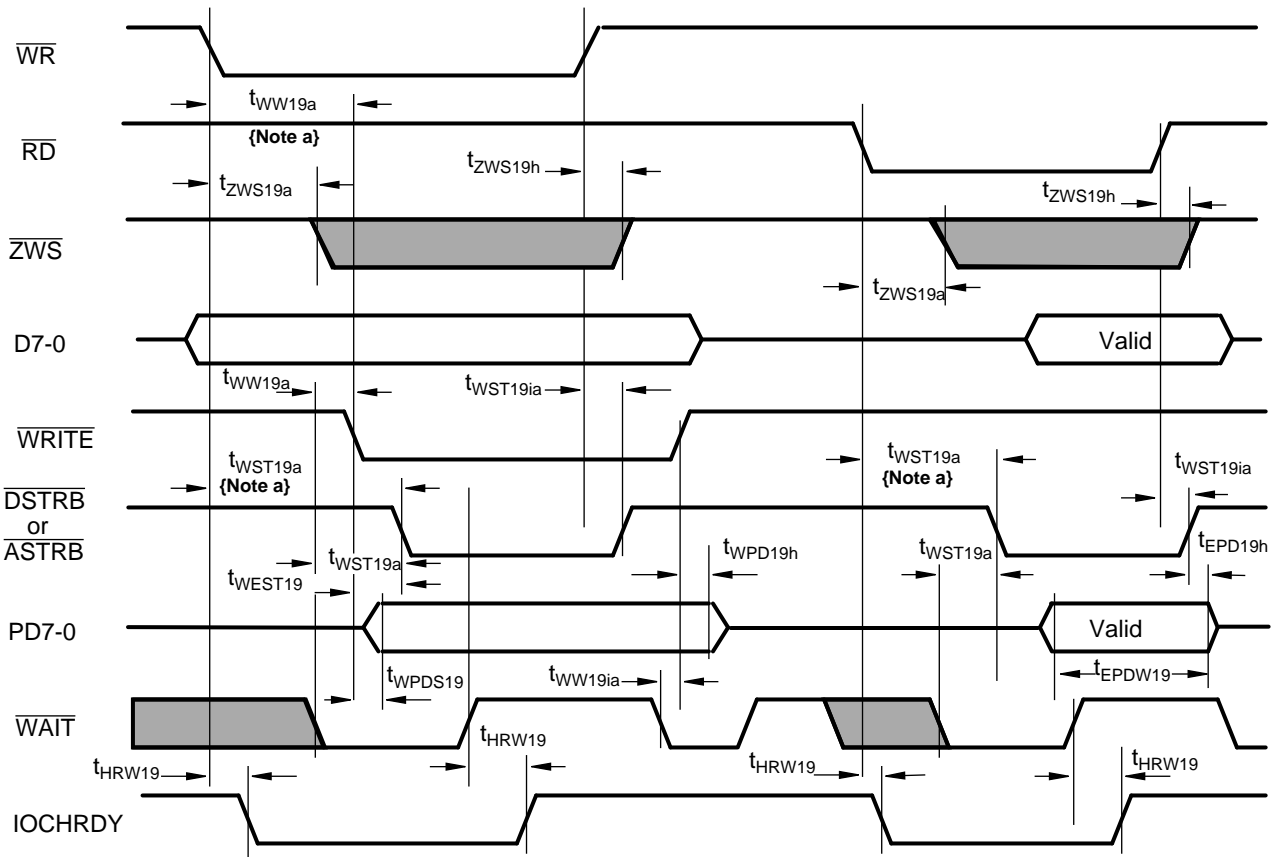 WR
tWW19a
{Note a}
RD
tZWS19h
tZWS19a
tZWS19h
ZWS
tZWS19a
D7-0
Valid
tWW19a
tWST19ia
WRITE
tWST19a
{Note a}
tWST19a
{Note a}
tWST19ia
DSTRB
or
ASTRB
tWST19a
tWEST19
tWPD19h
tWST19a
tEPD19h
PD7-0
Valid
tWPDS19
tWW19ia
tEPDW19
WAIT
tHRW19
tHRW19
tHRW19
tHRW19
IOCHRDY